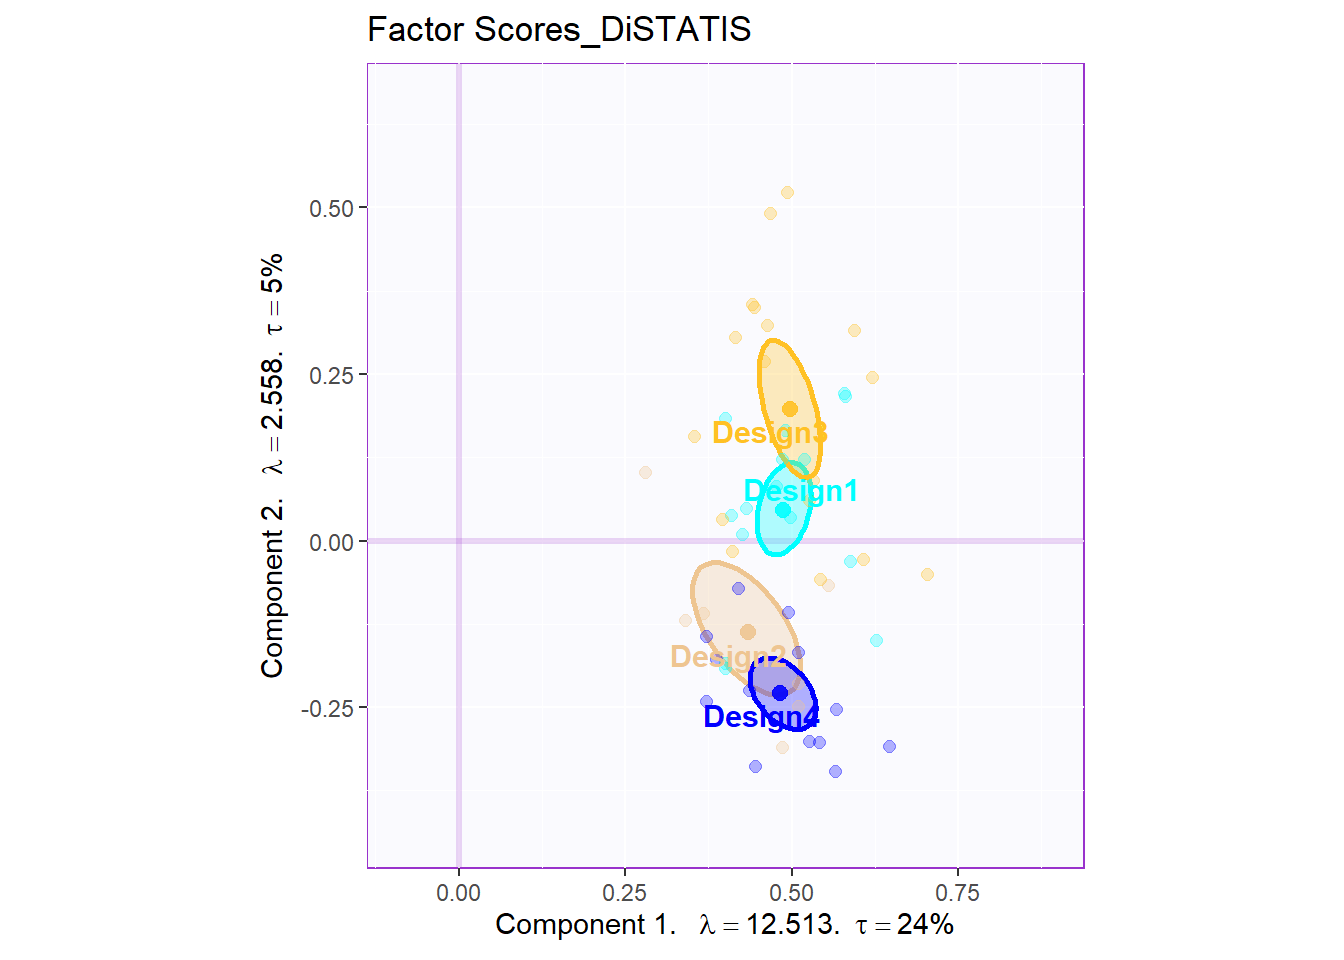 Factor Scores_DiSTATIS
Component 2. λ = 2.558. τ = 5%
0.50
0.25
0.00
-0.25
Design3
Design1
Design2
Design4
0.00 0.25 0.50 0.75
Component 1. λ = 12.513. τ = 24%